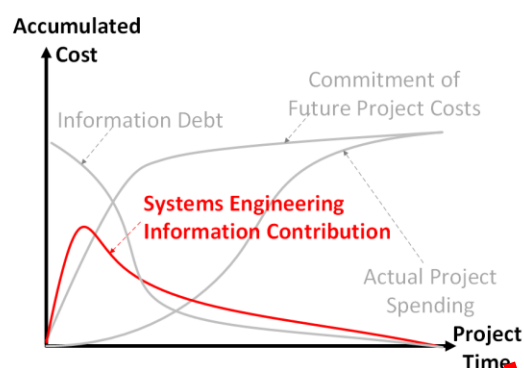 Accumulated
Cost
Commitment of
Future Project Costs
Information Debt
Systems Engineering
Information Contribution
Actual Project
Spending
Project
Time